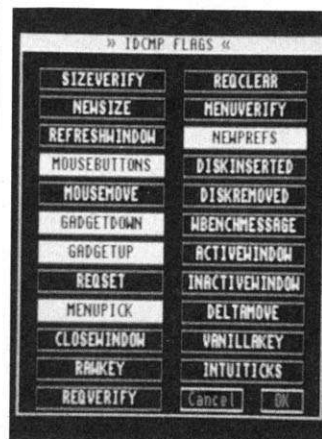 » IDCMP FLAGS «
SIZEVERIFY
NEWSIZE
REFRESHWINDOW
MOUSEBUTTONS
MOUSEMOVE
GADGETDOWN
GADGETUP
REQSET
MENUPICK
CLOSEWINDOW
RAWKEY
REQVERIFY
REQCLEAR
MENUVERIFY
NEWPREFS
DISKINSERTED
DISKREMOVED
WBENCHMESSAGE
ACTIVEWINDOW
INACTIVEWINDOW
DELTAMOVE
VANILLAKEY
INTUITICKS
Cancel OK